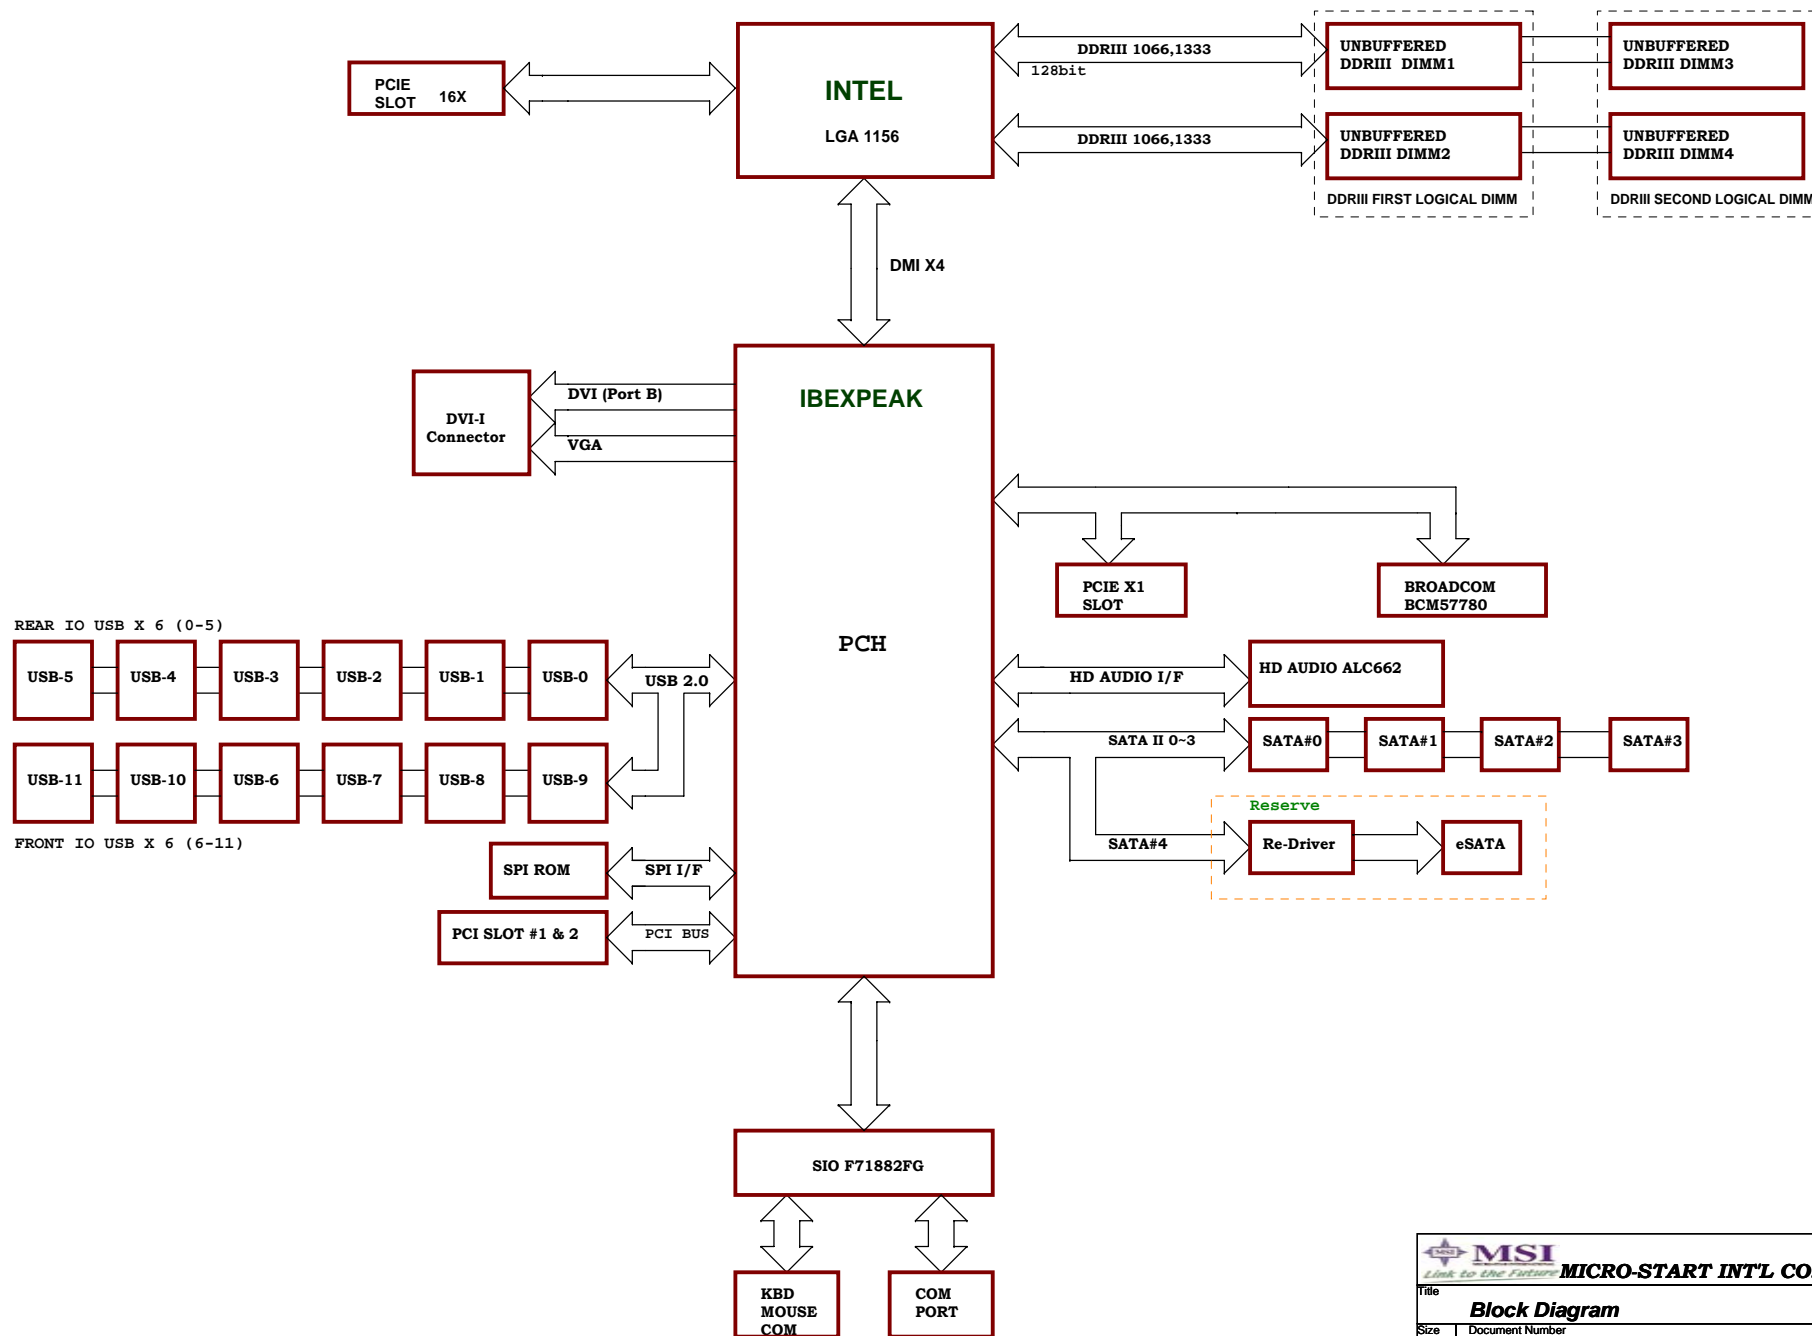 PCIE
SLOT 16X
INTEL
LGA 1156
DDRIII 1066,1333
128bit
DDRIII 1066,1333
UNBUFFERED
DDRIII DIMM1
UNBUFFERED
DDRIII DIMM3
UNBUFFERED
DDRIII DIMM2
UNBUFFERED
DDRIII DIMM4
DDRIII FIRST LOGICAL DIMM
DDRIII SECOND LOGICAL DIMM
DMI X4
IBEXPEAK
PCH
DVI-I
Connector
DVI (Port B)
VGA
PCIE X1
SLOT
BROADCOM
BCM57780
REAR IO USB X 6 (0-5)
USB-5
USB-4
USB-3
USB-2
USB-1
USB-0
USB 2.0
HD AUDIO I/F
HD AUDIO ALC662
SATA II 0~3
SATA#0
SATA#1
SATA#2
SATA#3
USB-11
USB-10
USB-6
USB-7
USB-8
USB-9
FRONT IO USB X 6 (6-11)
Reserve
SATA#4
Re-Driver
eSATA
SPI ROM
SPI I/F
PCI SLOT #1 & 2
PCI BUS
SIO F71882FG
KBD
MOUSE
COM
COM
PORT
MSI
MSI
Link to the Future
MICRO-START INT'L CO
Title
Block Diagram
Size
Document Number